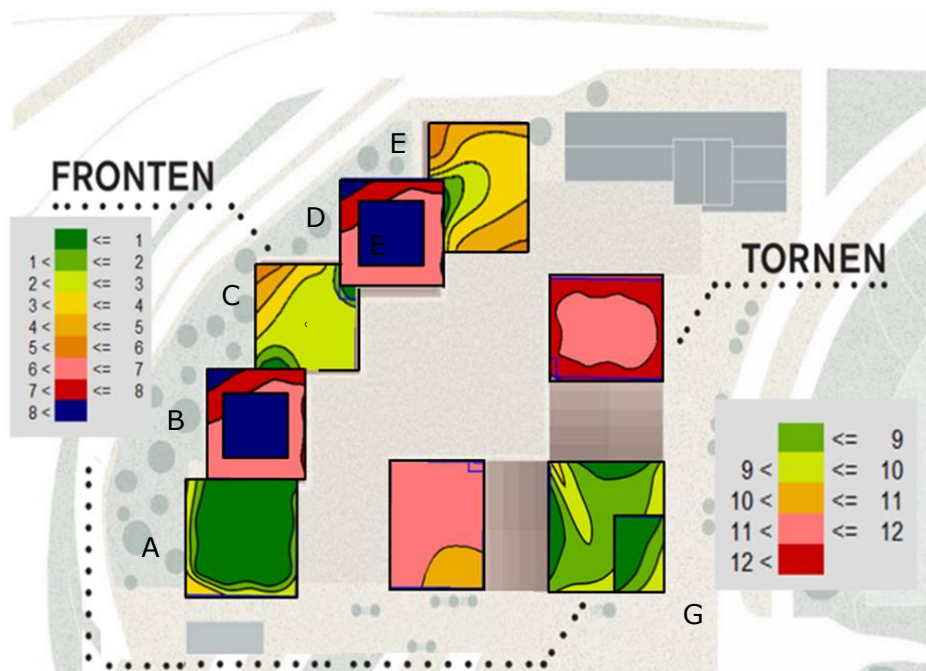 E
FRONTEN
D
E
<= 1
1 < <= 2
2 < <= 3
3 < <= 4
4 < <= 5
5 < <= 6
6 < <= 7
7 < <= 8
8 <
TORNEN
C
c
B
<= 9
9 < <= 10
10 < <= 11
11 < <= 12
12 <
A
G